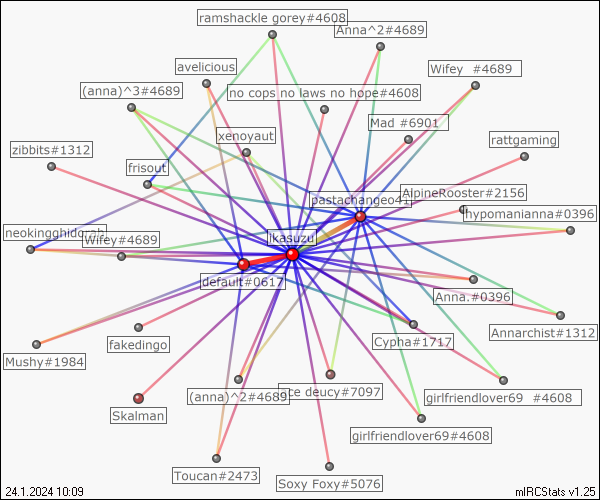 ramshackle gorey#4608
Anna^2#4689
avelicious
Wifey  #4689
(anna)^3#4689
no cops no laws no hope#4608
Mad #6901
xenoyaut
rattgaming
zibbits#1312
frisout
AlpineRooster#2156
pastachangeo41
hypomanianna#0396
neokingghidorah
Wifey#4689
ikasuzu
default#0617
Anna.#0396
Annarchist#1312
fakedingo
Cypha#1717
Mushy#1984
(anna)^2#4689
ce deucy#7097
girlfriendlover69  #4608
Skalman
girlfriendlover69#4608
Toucan#2473
Soxy Foxy#5076
24.1.2024 10:09
mIRCStats v1.25